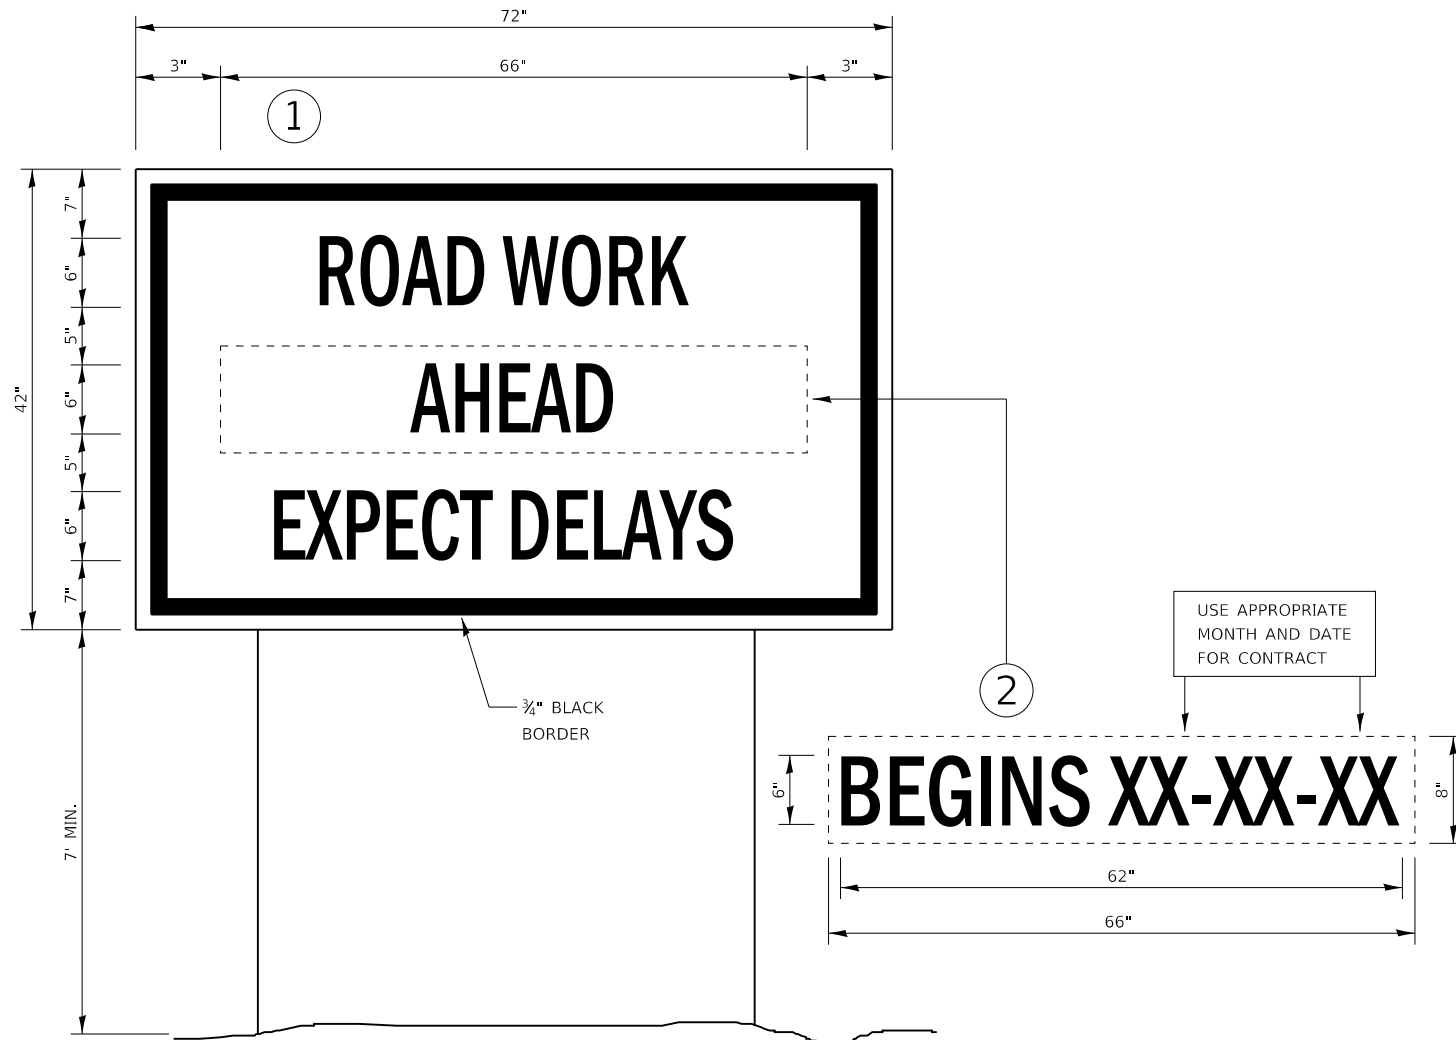 72"
3" 66" 3"
1
7"
6"
5"
6"
5"
6"
7"
42"
7' MIN.
ROAD WORK
AHEAD
EXPECT DELAYS
¾" BLACK
BORDER
2
USE APPROPRIATE
MONTH AND DATE
FOR CONTRACT
6"
BEGINS XX-XX-XX
8"
62"
66"